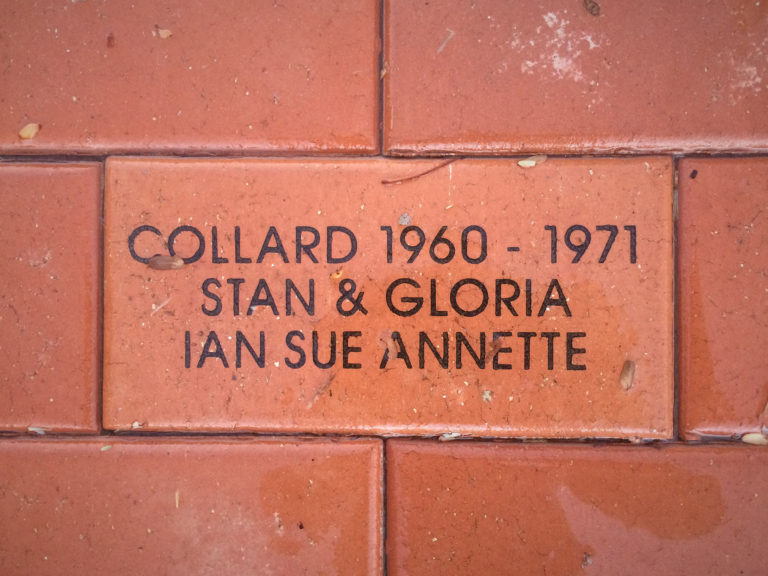 COLLARD 1960 - 1971
STAN & GLORIA
IAN SUE ANNETTE